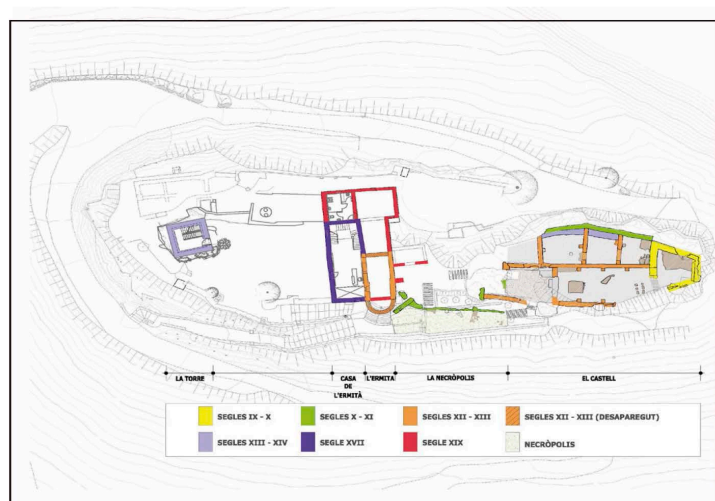 LA TORRE
CASA DE L'ERMITÀ
L'ERMITA
LA NECRÒPOLIS
EL CASTELL
SEGLES IX - X
SEGLES X - XI
SEGLES XII - XIII
SEGLES XII - XIII (DESAPAREGUT)
SEGLES XIII - XIV
SEGLE XVII
SEGLE XIX
NECRÒPOLIS